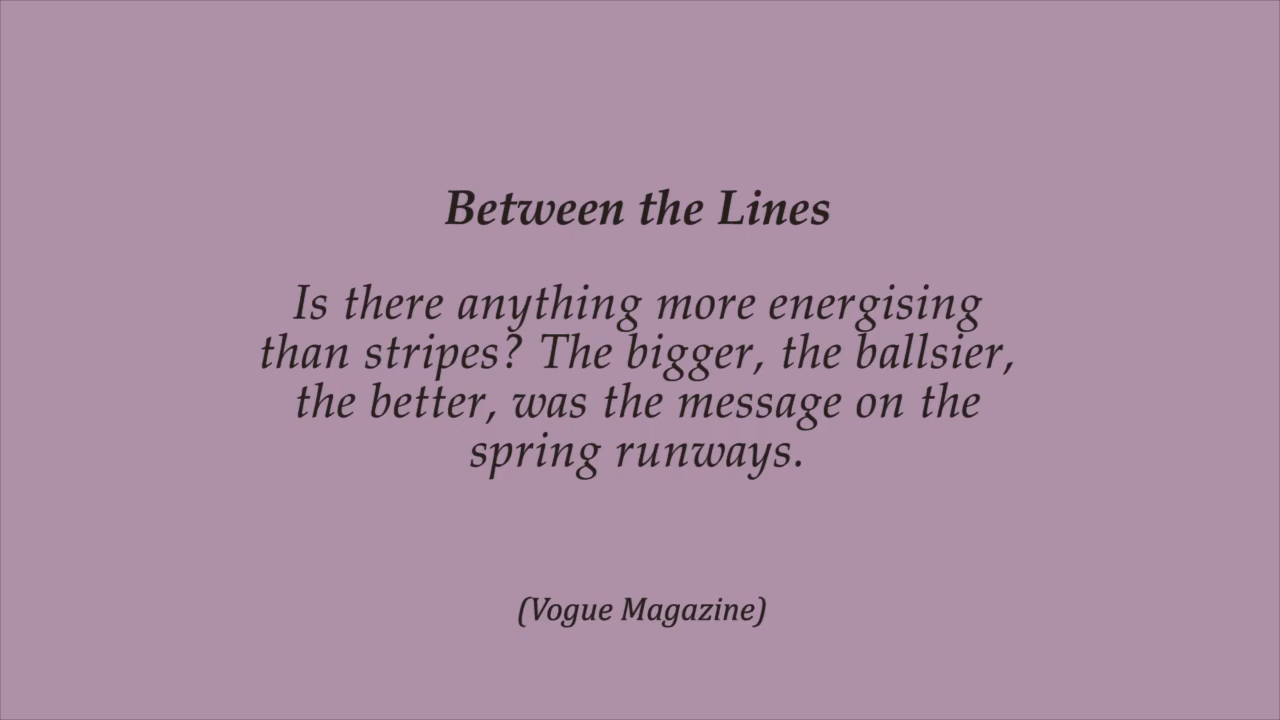 Between the Lines
Is there anything more energising
than stripes? The bigger, the ballsier,
the better, was the message on the
spring runways.
(Vogue Magazine)